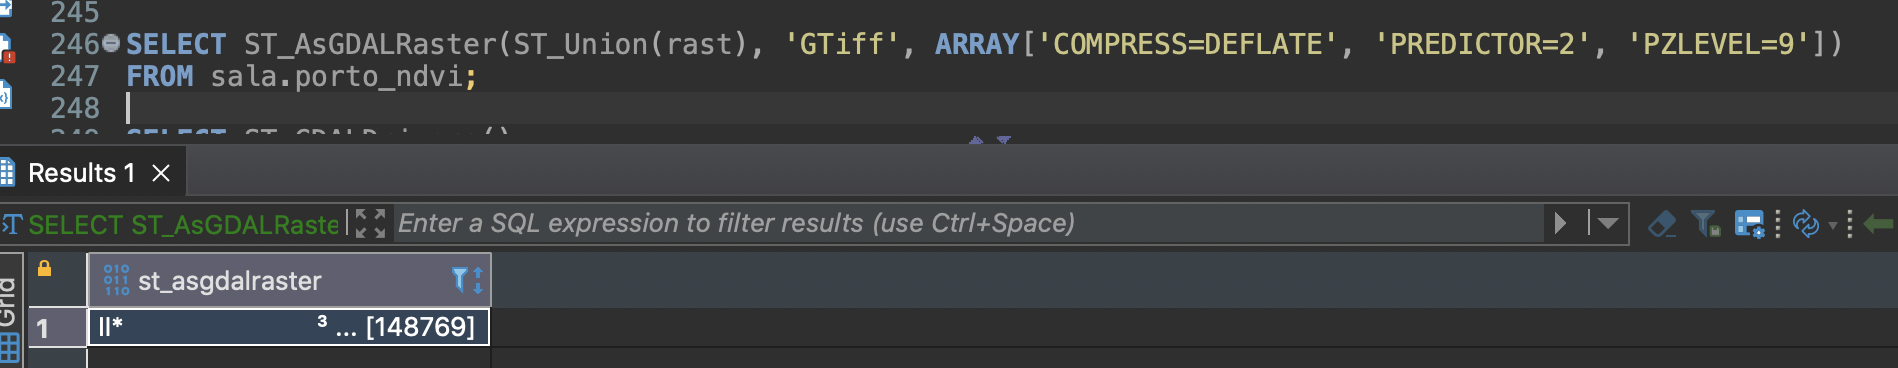 245
246 SELECT ST_AsGDALRaster(ST_Union(rast), 'GTiff', ARRAY['COMPRESS=DEFLATE', 'PREDICTOR=2', 'PZLEVEL=9'])
247 FROM sala.porto_ndvi;
248
Results 1
SELECT ST_AsGDALRaste
Enter a SQL expression to filter results (use Ctrl+Space)
Grid
st_asgdalraster
1 II* ³ ... [148769]